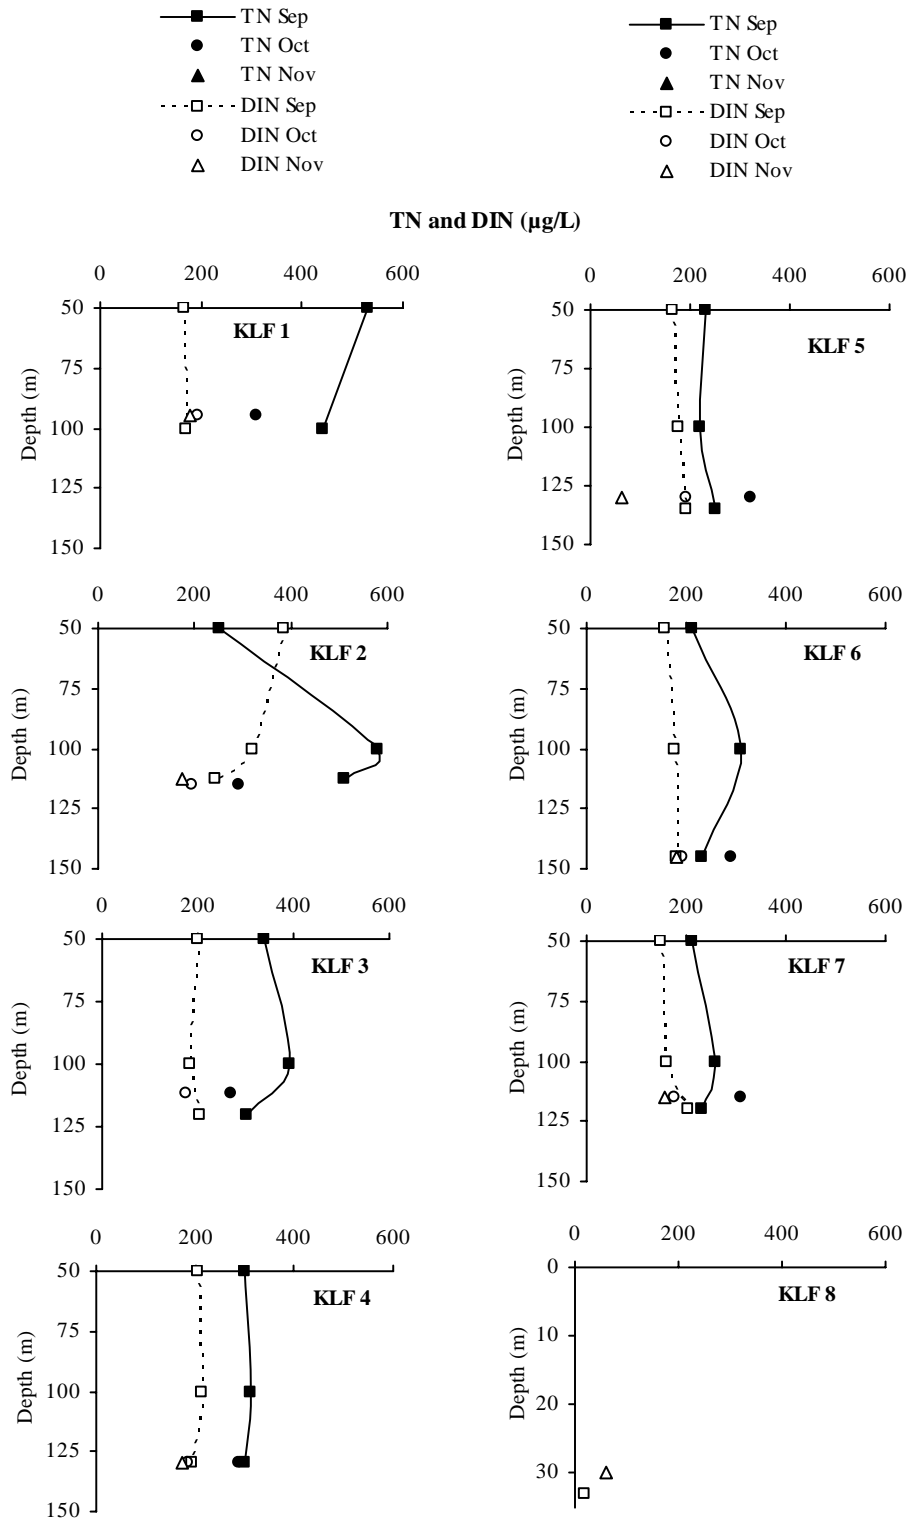 TN Sep
TN Oct
TN Nov
DIN Sep
DIN Oct
DIN Nov
TN Sep
TN Oct
TN Nov
DIN Sep
DIN Oct
DIN Nov
TN and DIN (µg/L)
0 200 400 600
KLF 1
Depth (m)
50
75
100
125
150
0 200 400 600
KLF 5
Depth (m)
50
75
100
125
150
0 200 400 600
KLF 2
Depth (m)
50
75
100
125
150
0 200 400 600
KLF 6
Depth (m)
50
75
100
125
150
0 200 400 600
KLF 3
Depth (m)
50
75
100
125
150
0 200 400 600
KLF 7
Depth (m)
50
75
100
125
150
0 200 400 600
KLF 4
Depth (m)
50
75
100
125
150
0 200 400 600
KLF 8
Depth (m)
0
10
20
30